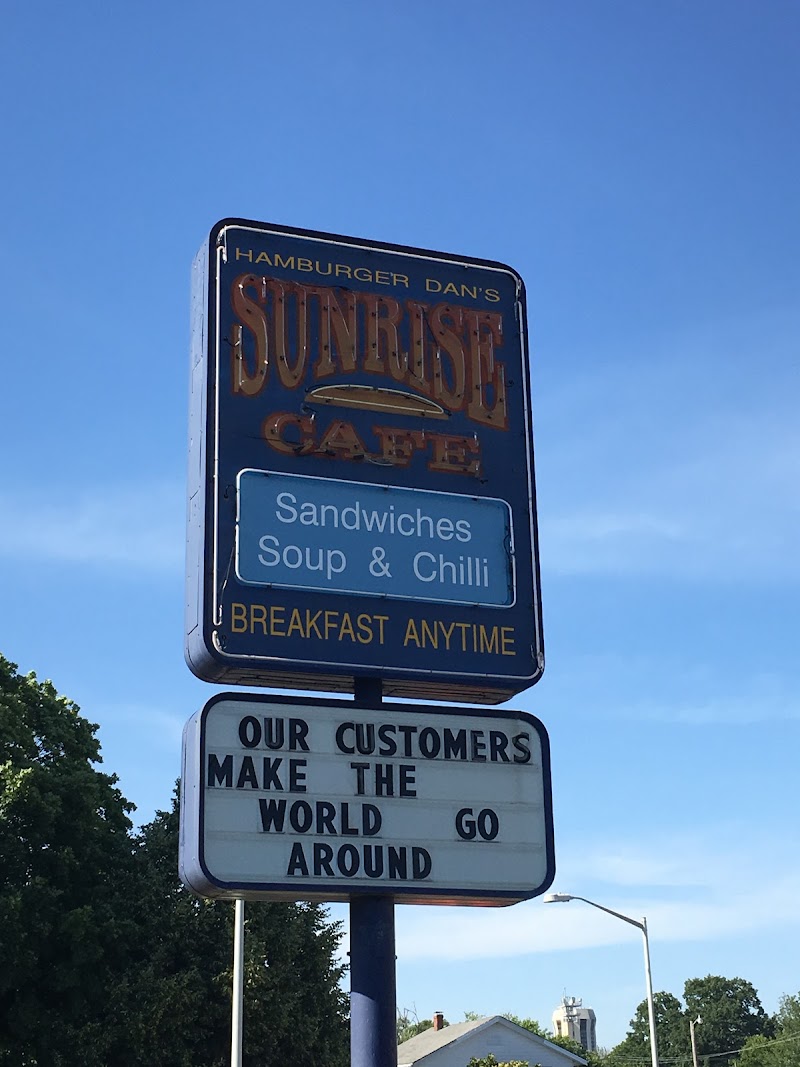 HAMBURGER DAN'S
SUNRISE
CAFE
Sandwiches
Soup & Chilli
BREAKFAST ANYTIME
OUR CUSTOMERS
MAKE THE
WORLD GO
AROUND